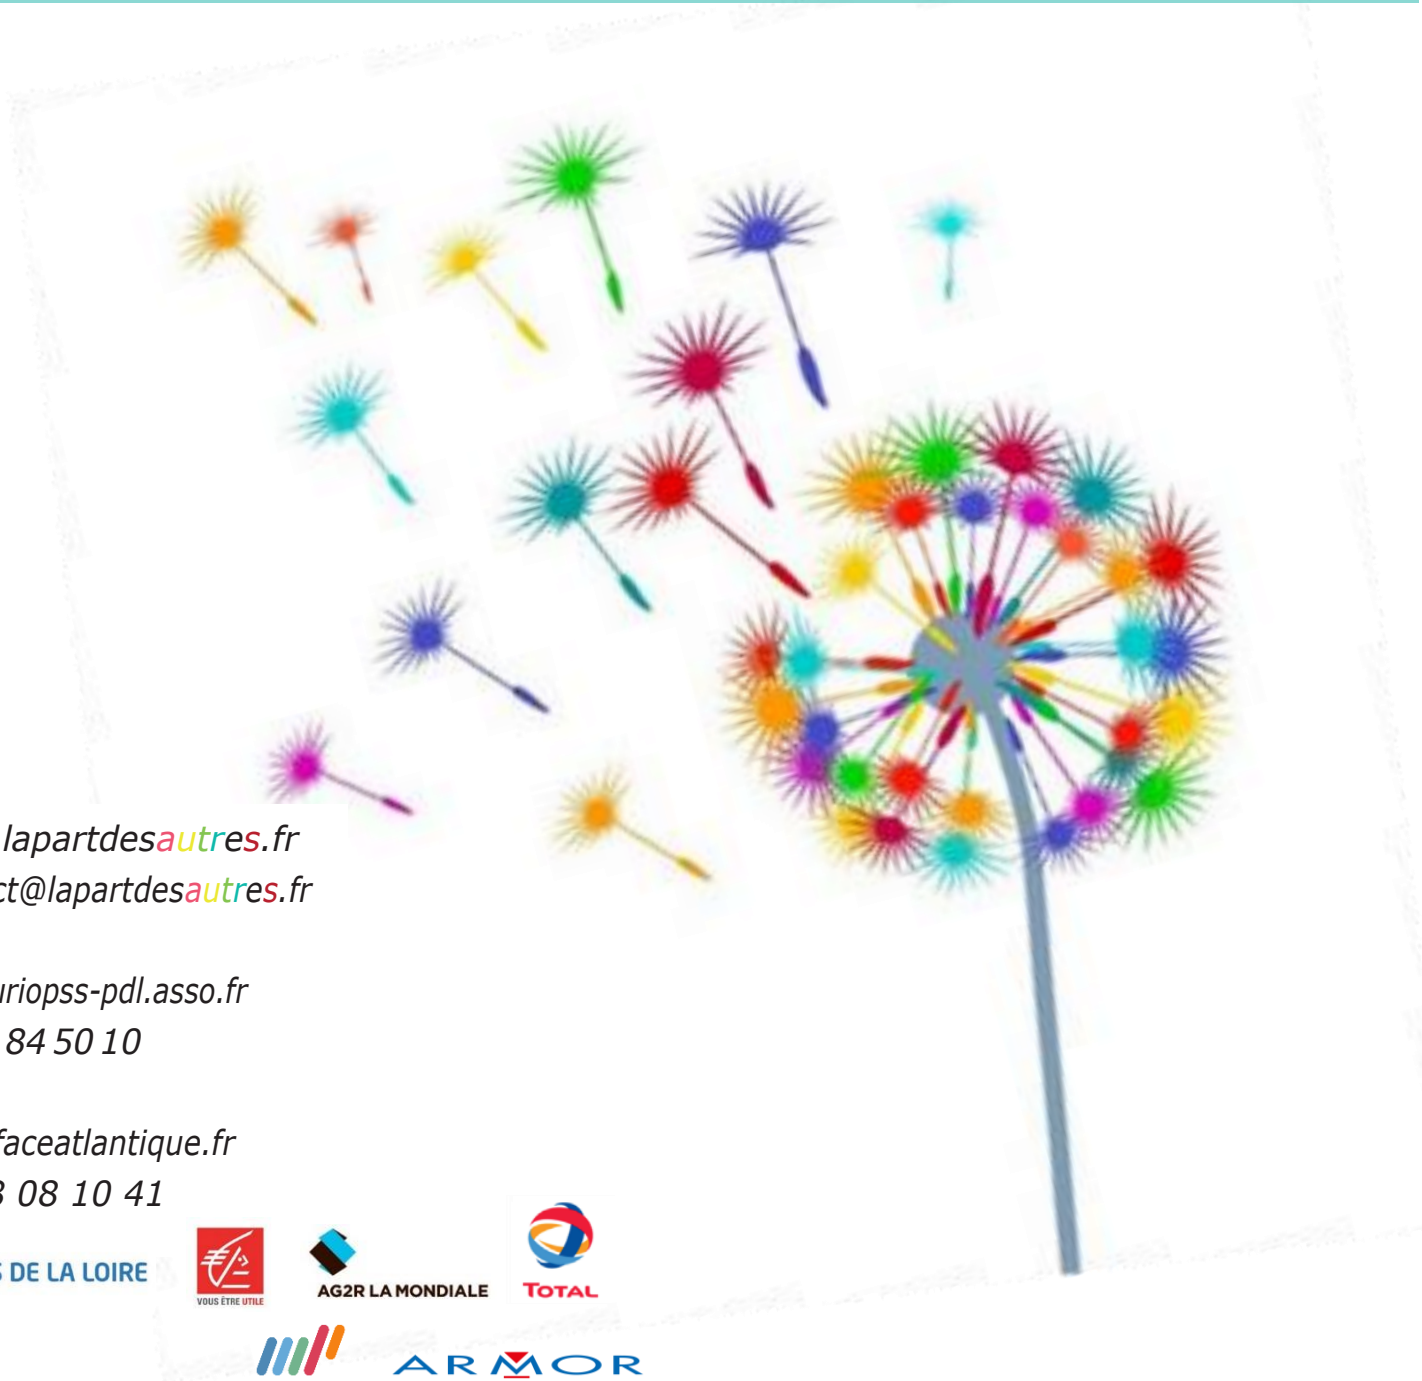 lapartdesautres.fr
ct@lapartdesautres.fr
uriopss-pdl.asso.fr
84 50 10
faceatlantique.fr
08 10 41
S DE LA LOIRE
VOUS ÊTRE UTILE
AG2R LA MONDIALE
TOTAL
ARMOR